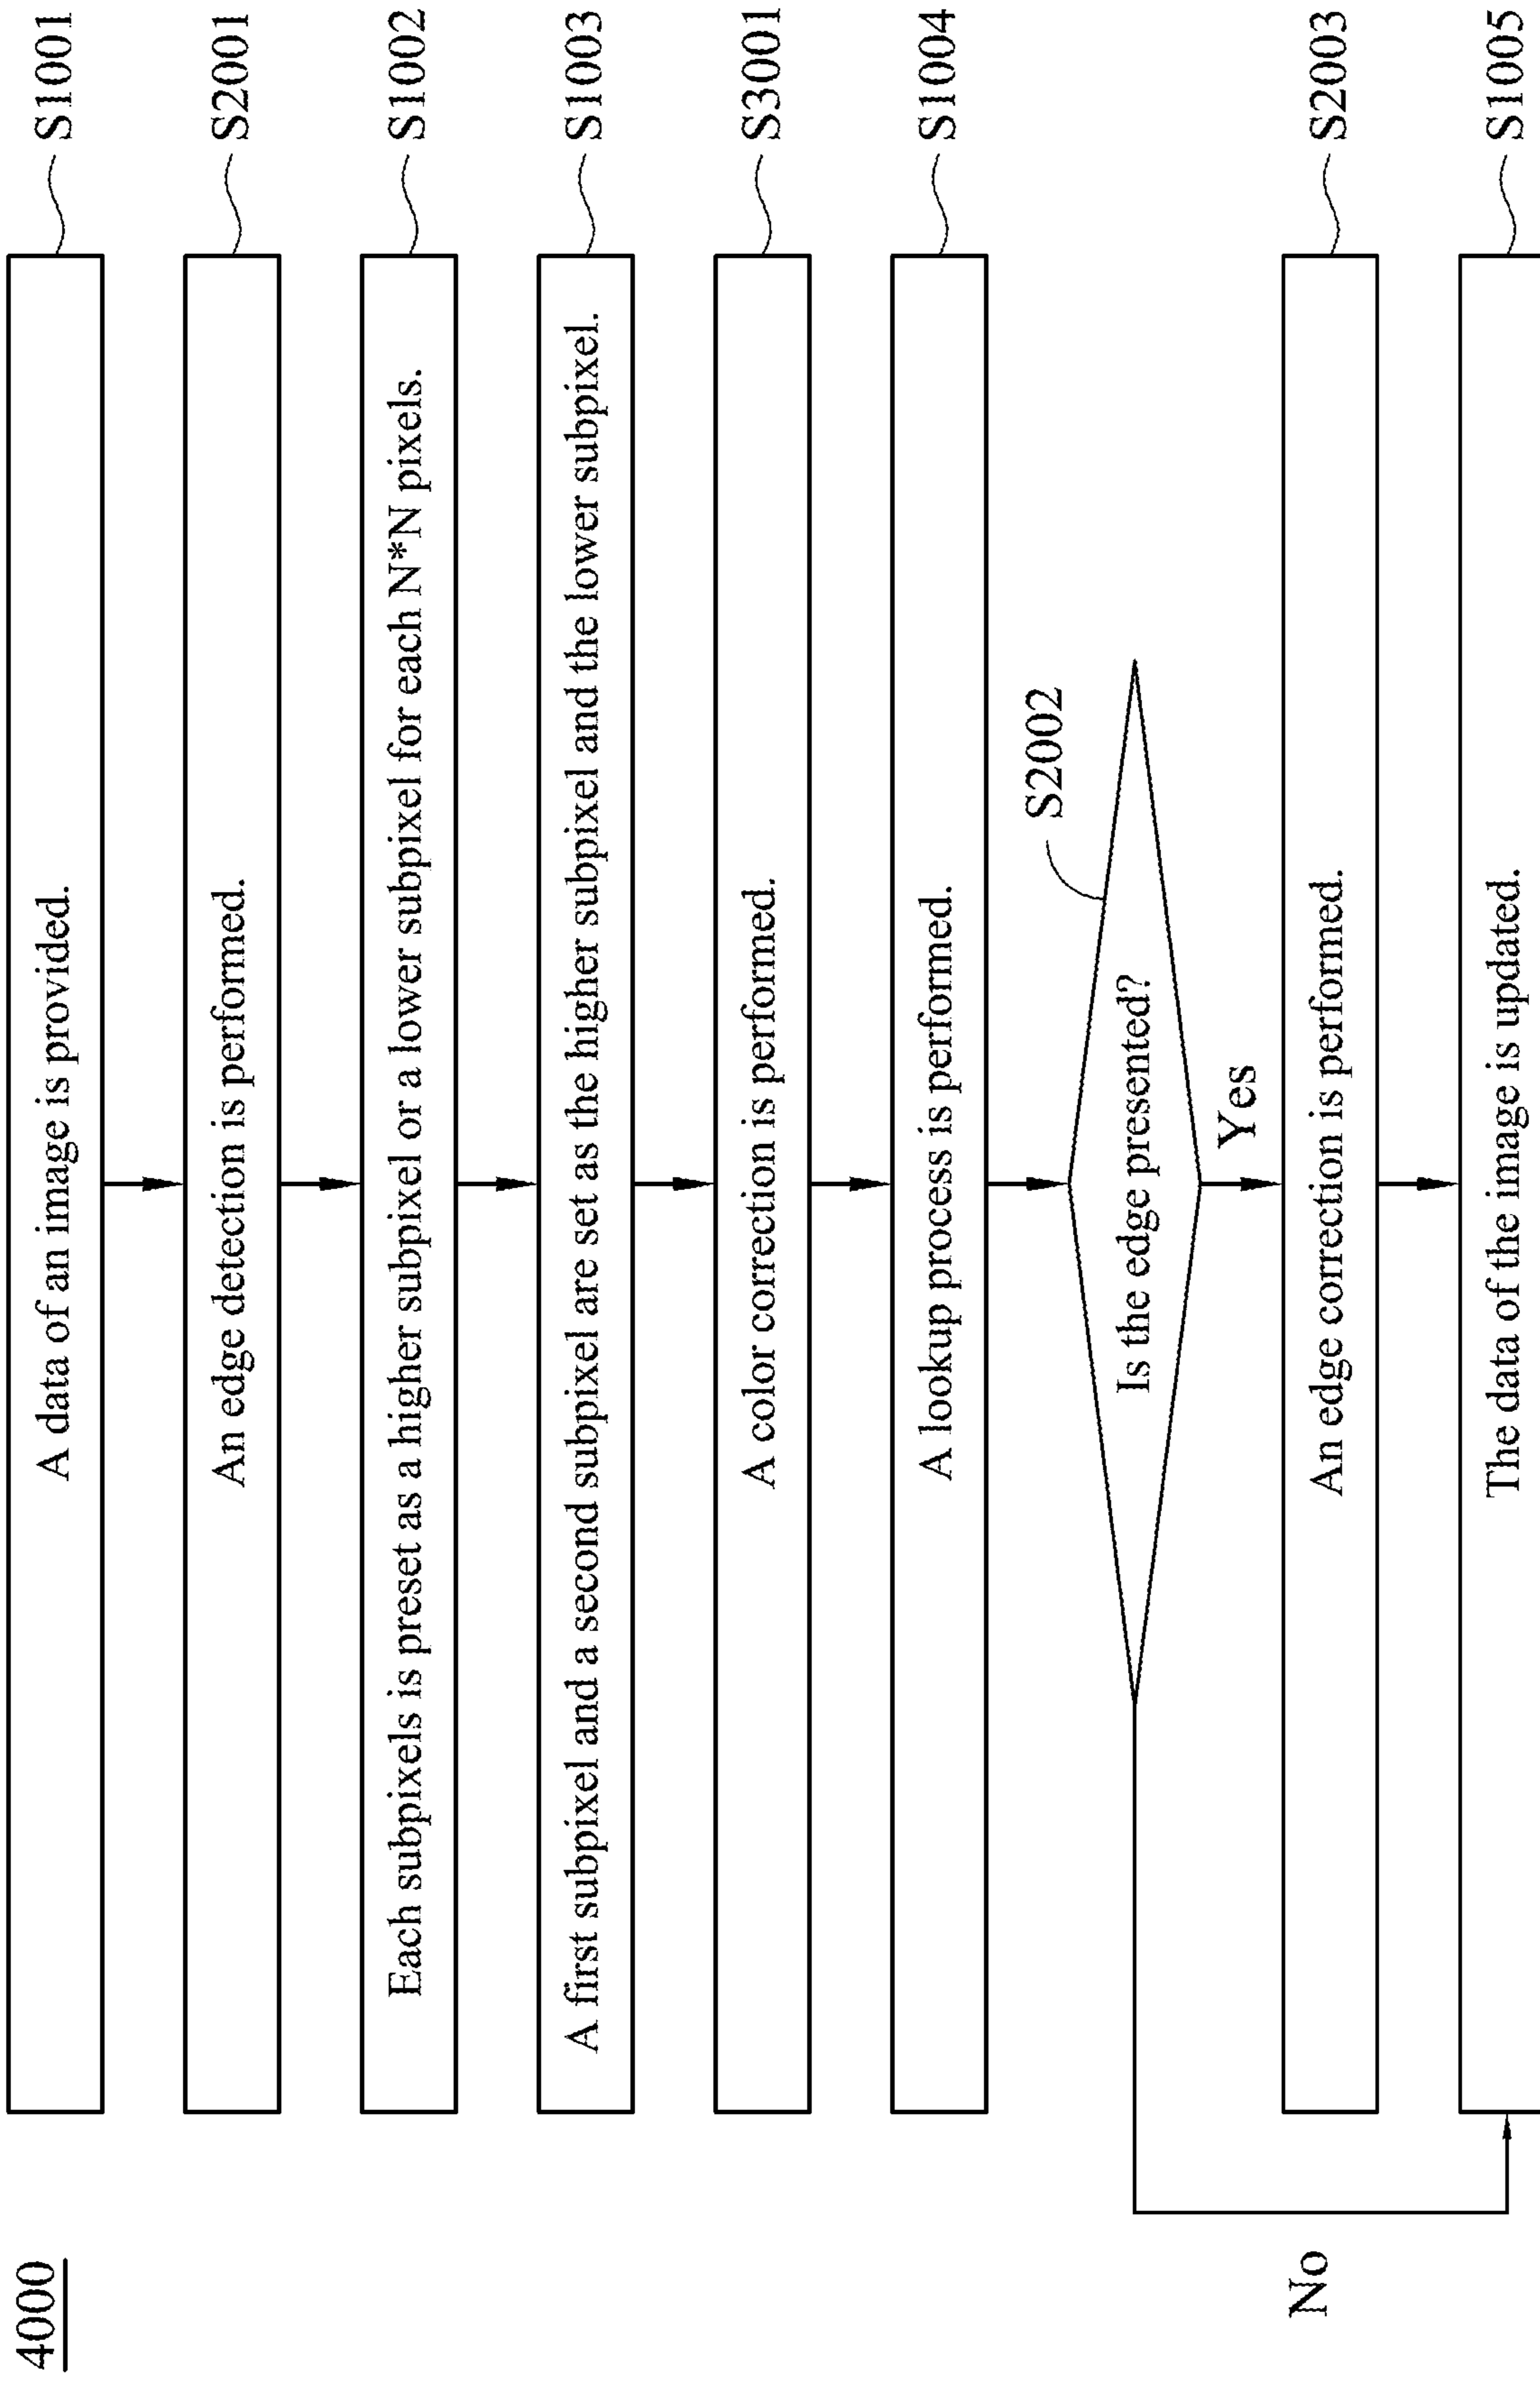 4000
A data of an image is provided.
S1001
An edge detection is performed.
S2001
Each subpixels is preset as a higher subpixel or a lower subpixel for each N*N pixels.
S1002
A first subpixel and a second subpixel are set as the higher subpixel and the lower subpixel.
S1003
A color correction is performed.
S3001
A lookup process is performed.
S1004
S2002
Is the edge presented?
Yes
No
An edge correction is performed.
S2003
The data of the image is updated.
S1005